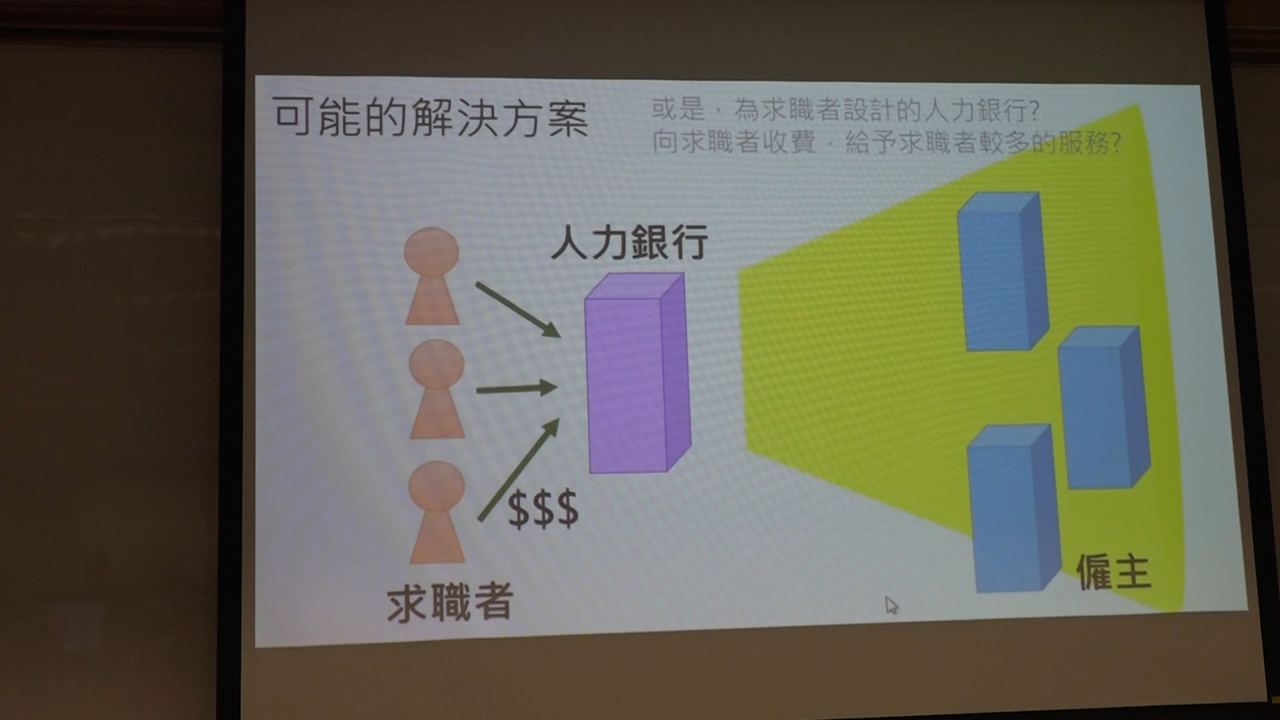 可能的解決方案
或是，為求職者設計的人力銀行?
向求職者收費，給予求職者較多的服務?
人力銀行
$$$
求職者
僱主